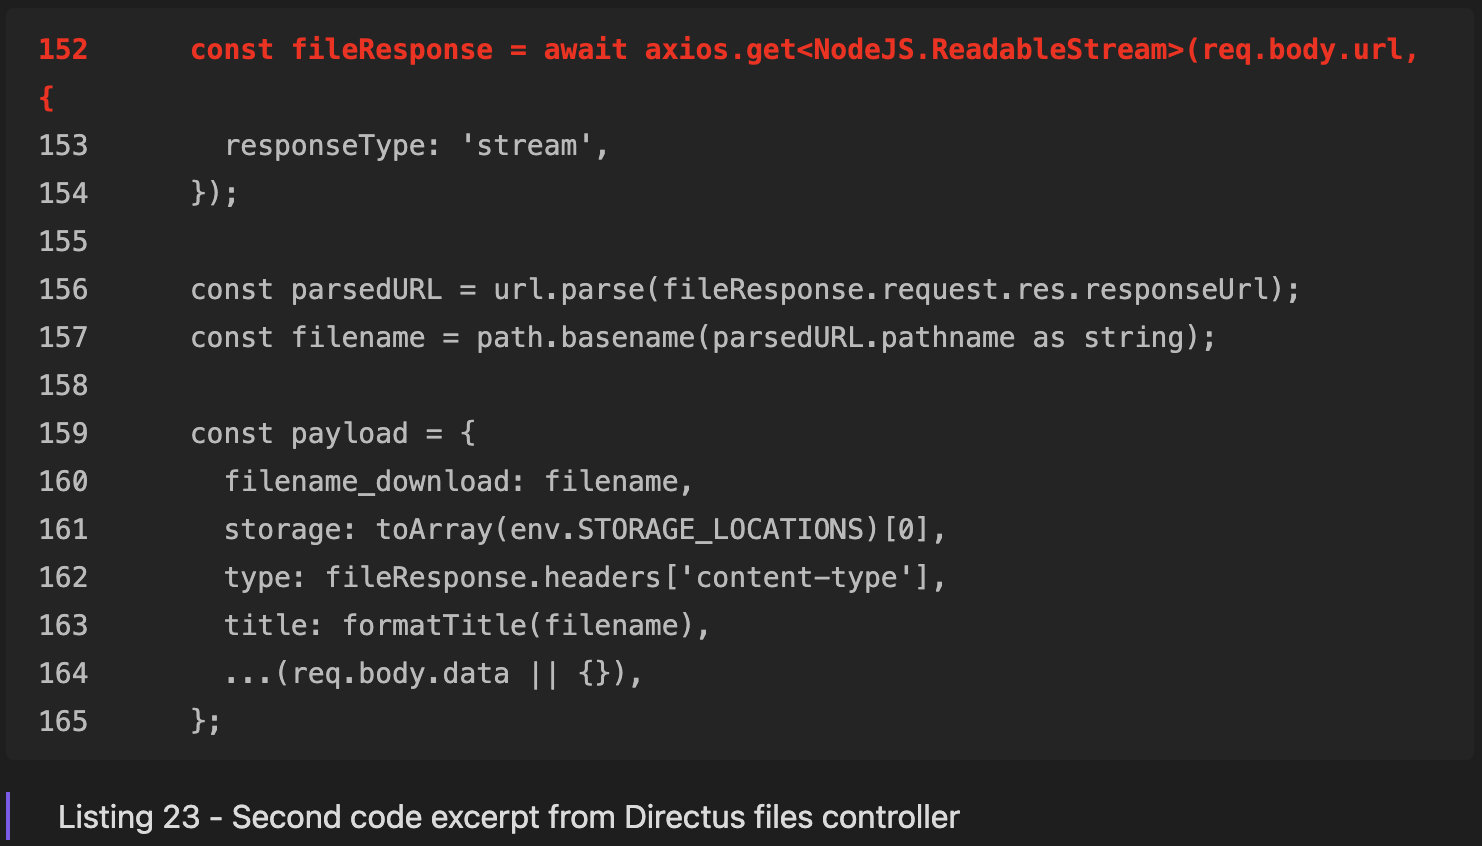 152      const fileResponse = await axios.get<NodeJS.ReadableStream>(req.body.url,
{
153        responseType: 'stream',
154      });
155
156      const parsedURL = url.parse(fileResponse.request.res.responseUrl);
157      const filename = path.basename(parsedURL.pathname as string);
158
159      const payload = {
160        filename_download: filename,
161        storage: toArray(env.STORAGE_LOCATIONS)[0],
162        type: fileResponse.headers['content-type'],
163        title: formatTitle(filename),
164        ...(req.body.data || {}),
165      };
Listing 23 - Second code excerpt from Directus files controller